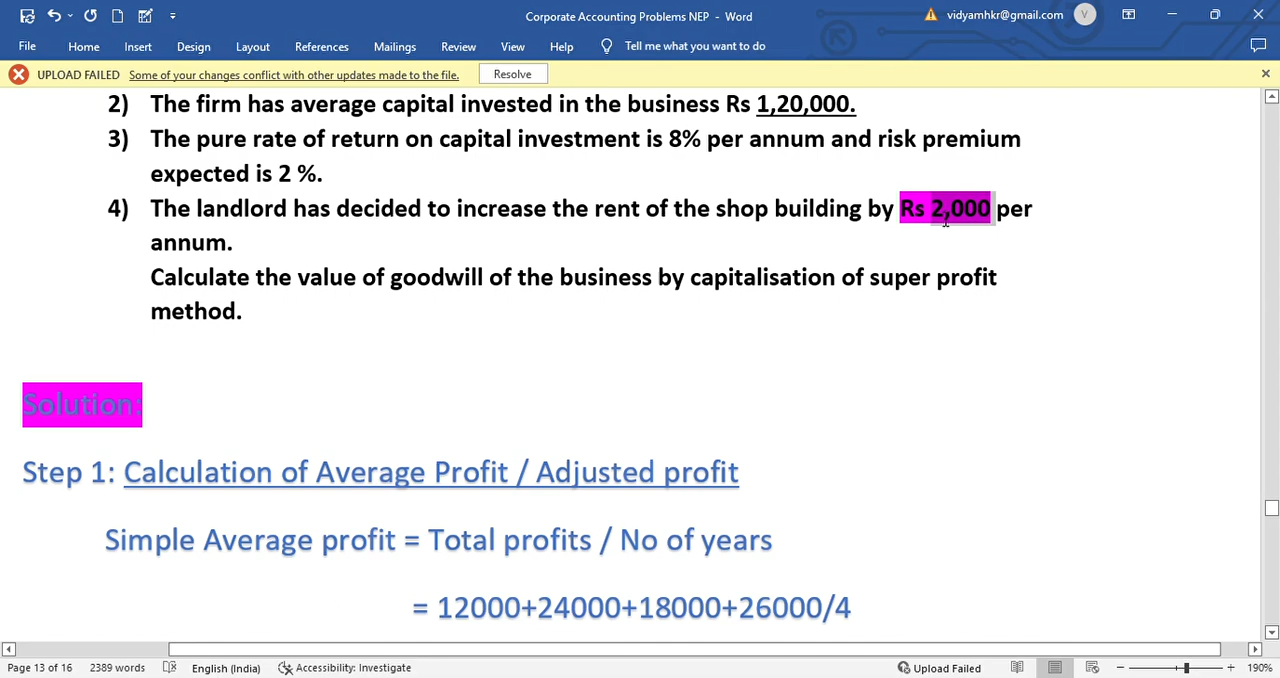 Corporate Accounting Problems NEP - Word
vidyamhkr@gmail.com
V
File Home Insert Design Layout References Mailings Review View Help Tell me what you want to do
UPLOAD FAILED Some of your changes conflict with other updates made to the file. Resolve
2) The firm has average capital invested in the business Rs 1,20,000.
3) The pure rate of return on capital investment is 8% per annum and risk premium
expected is 2 %.
4) The landlord has decided to increase the rent of the shop building by Rs 2,000 per
annum.
Calculate the value of goodwill of the business by capitalisation of super profit
method.
Solution:
Step 1: Calculation of Average Profit / Adjusted profit
Simple Average profit = Total profits / No of years
= 12000+24000+18000+26000/4
Page 13 of 16 2389 words English (India) Accessibility: Investigate Upload Failed 190%